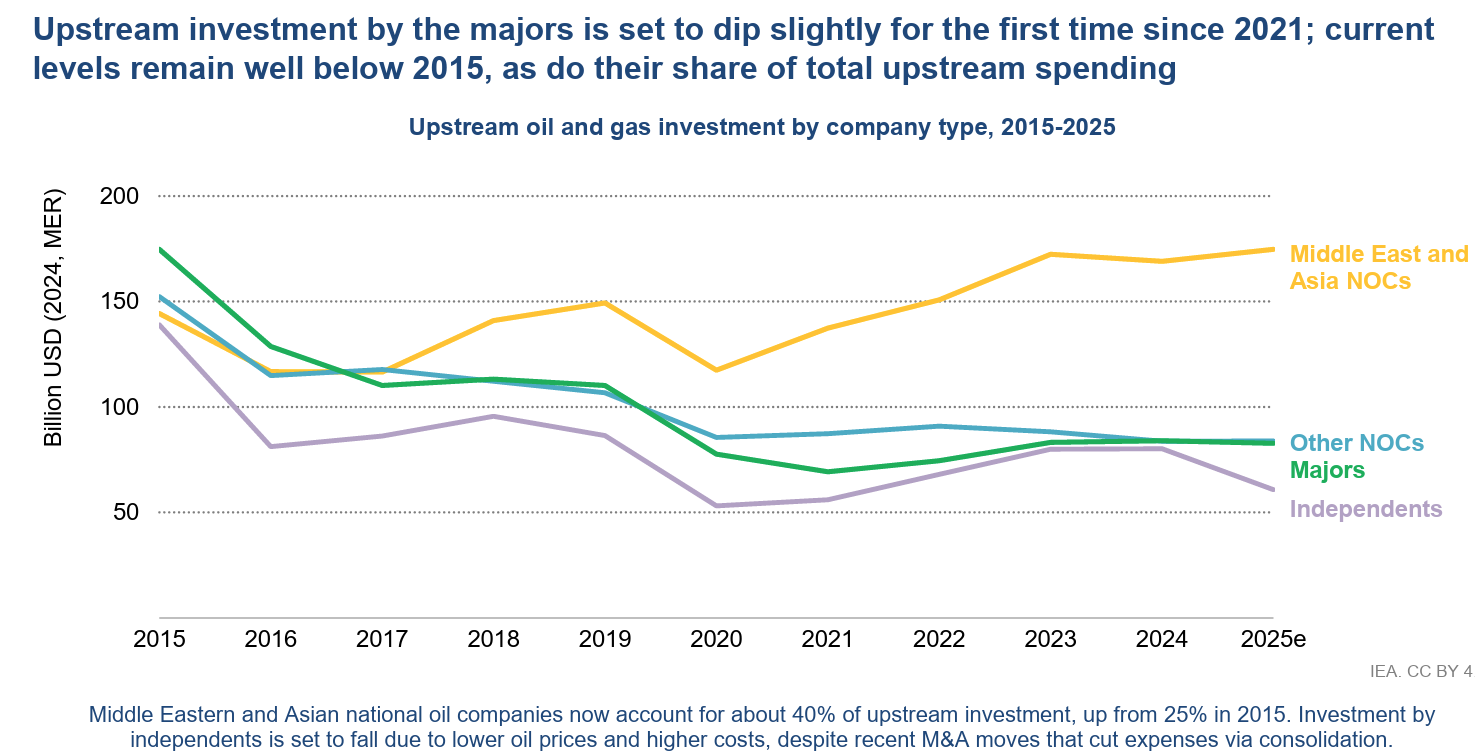 Upstream investment by the majors is set to dip slightly for the first time since 2021; current
levels remain well below 2015, as do their share of total upstream spending
Upstream oil and gas investment by company type, 2015-2025
Billion USD (2024, MER)
200
150
100
50
Middle East and
Asia NOCs
Other NOCs
Majors
Independents
2015 2016 2017 2018 2019 2020 2021 2022 2023 2024 2025e
IEA. CC BY 4
Middle Eastern and Asian national oil companies now account for about 40% of upstream investment, up from 25% in 2015. Investment by
independents is set to fall due to lower oil prices and higher costs, despite recent M&A moves that cut expenses via consolidation.